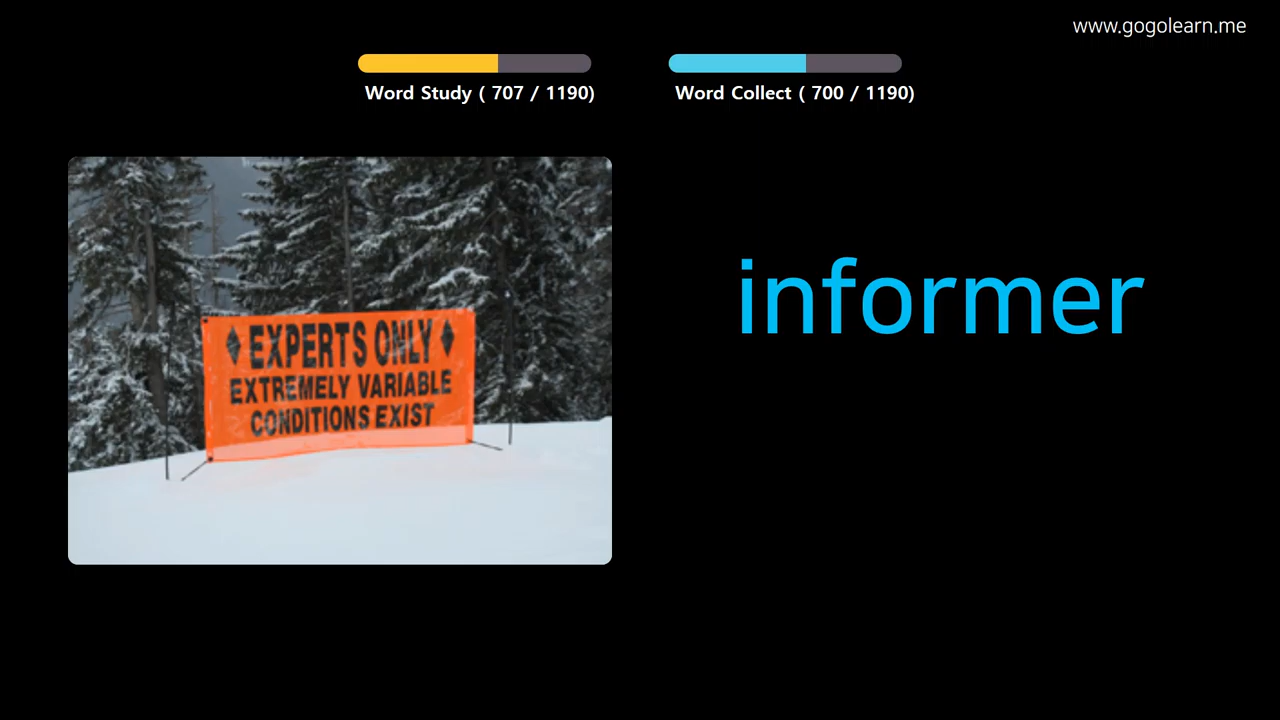 www.gogolearn.me
Word Study ( 707 / 1190)
Word Collect ( 700 / 1190)
EXPERTS ONLY
EXTREMELY VARIABLE
CONDITIONS EXIST
informer